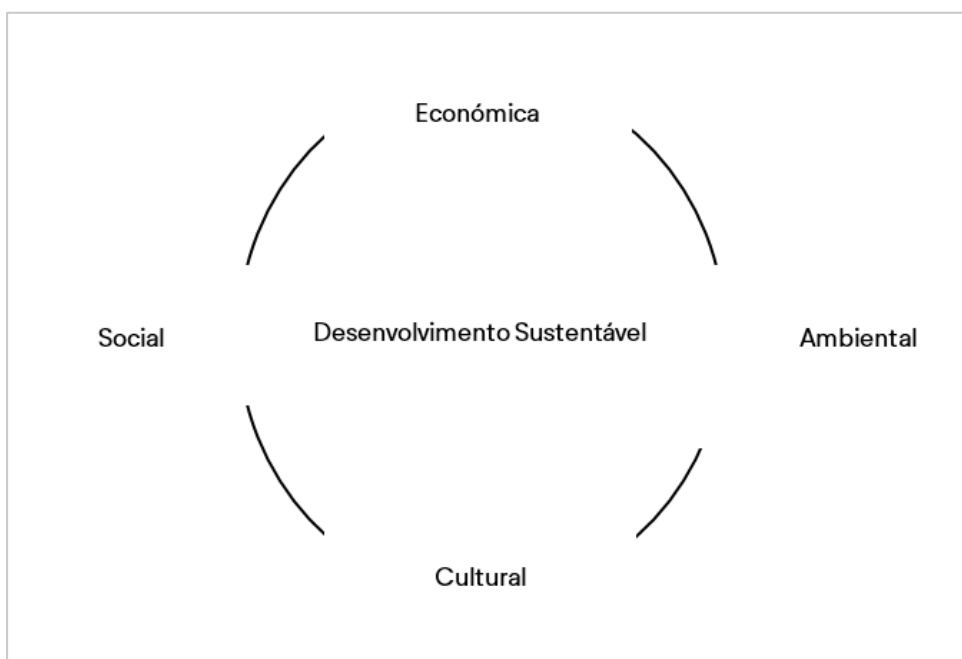 Económica
Social
Desenvolvimento Sustentável
Ambiental
Cultural